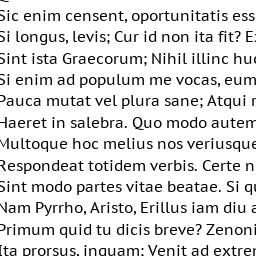 Sic enim censent, oportunitatis ess
Si longus, levis; Cur id non ita fit? E
Sint ista Graecorum; Nihil illinc huc
Si enim ad populum me vocas, eum
Pauca mutat vel plura sane; Atqui
Haeret in salebra. Quo modo autem
Multoque hoc melius nos veriusque
Respondeat totidem verbis. Certe n
Sint modo partes vitae beatae. Si qu
Nam Pyrrho, Aristo, Erillus iam diu a
Primum quid tu dicis breve? Zenoni
Ita prorsus, inquam; Venit ad extre